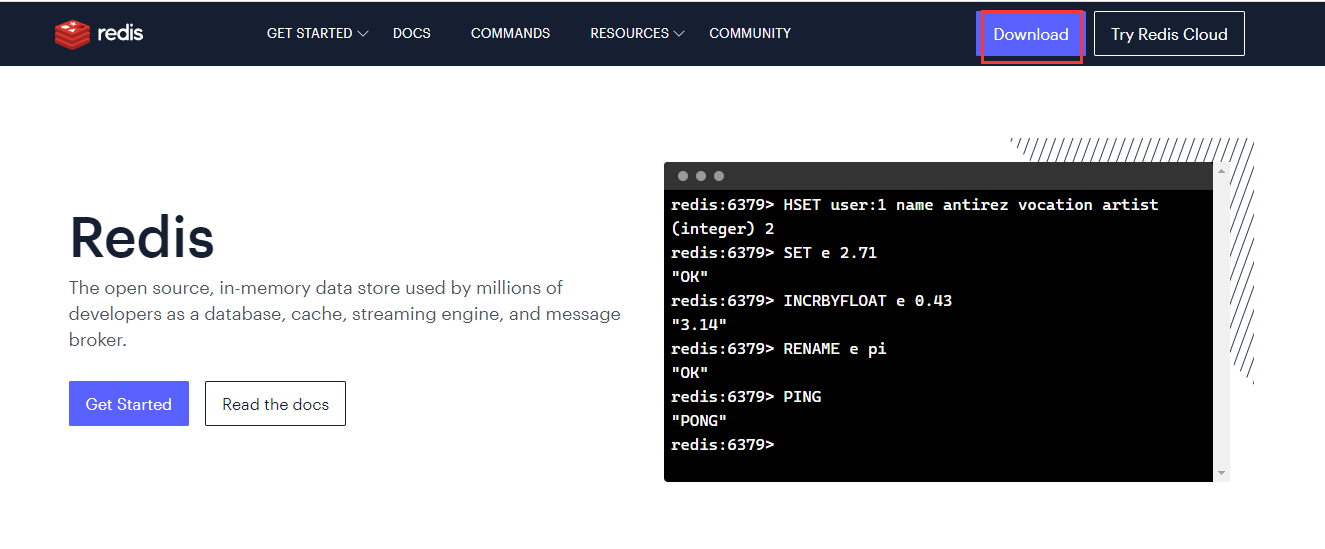 redis
GET STARTED
DOCS
COMMANDS
RESOURCES
COMMUNITY
Download
Try Redis Cloud
Redis
The open source, in-memory data store used by millions of
developers as a database, cache, streaming engine, and message
broker.
Get Started
Read the docs
redis:6379> HSET user:1 name antirez vocation artist
(integer) 2
redis:6379> SET e 2.71
"OK"
redis:6379> INCRBYFLOAT e 0.43
"3.14"
redis:6379> RENAME e pi
"OK"
redis:6379> PING
"PONG"
redis:6379>